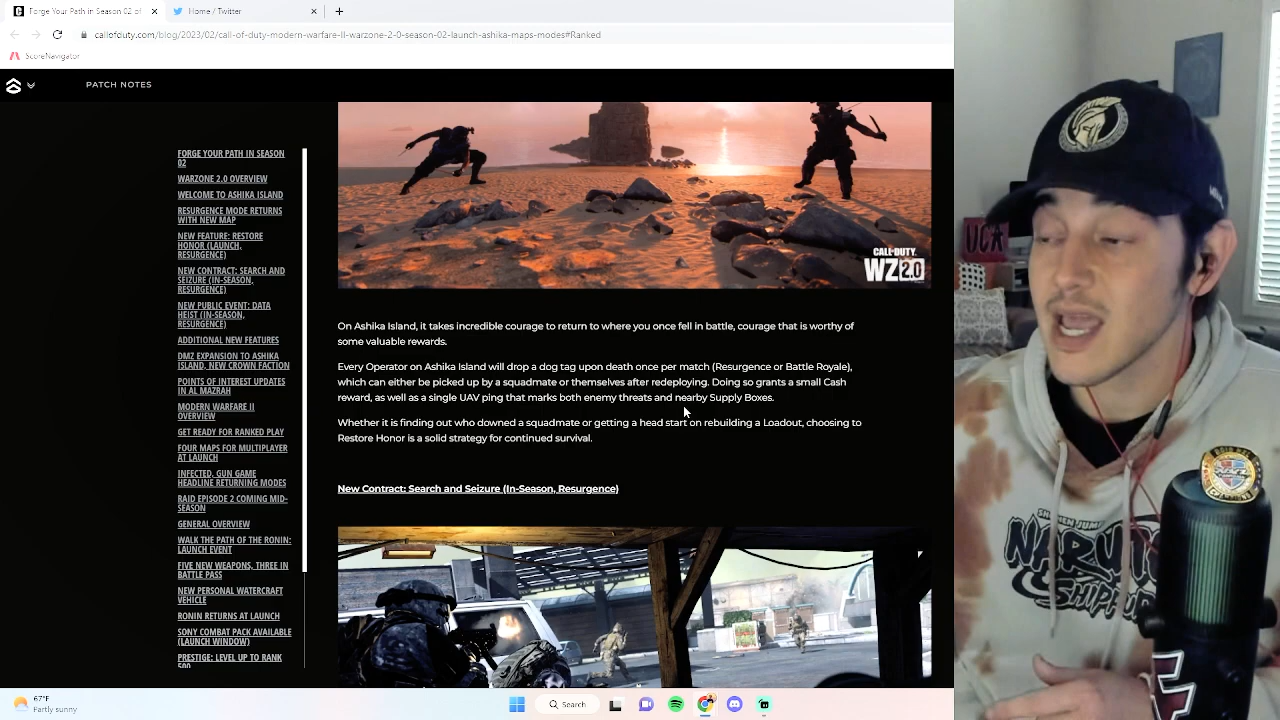 Forge Your Path in Season 02 of
Home / Twitter
callofduty.com/blog/2023/02/call-of-duty-modern-warfare-II-warzone-2-0-season-02-launch-ashika-maps-modes#Ranked
ScoreNavigator
PATCH NOTES
FORGE YOUR PATH IN SEASON
02
WARZONE 2.0 OVERVIEW
WELCOME TO ASHIKA ISLAND
RESURGENCE MODE RETURNS
WITH NEW MAP
NEW FEATURE: RESTORE
HONOR (LAUNCH,
RESURGENCE)
NEW CONTRACT: SEARCH AND
SEIZURE (IN-SEASON,
RESURGENCE)
NEW PUBLIC EVENT: DATA
HEIST (IN-SEASON,
RESURGENCE)
ADDITIONAL NEW FEATURES
DMZ EXPANSION TO ASHIKA
ISLAND, NEW CROWN FACTION
POINTS OF INTEREST UPDATES
IN AL MAZRAH
MODERN WARFARE II
OVERVIEW
GET READY FOR RANKED PLAY
FOUR MAPS FOR MULTIPLAYER
AT LAUNCH
INFECTED, GUN GAME
HEADLINE RETURNING MODES
RAID EPISODE 2 COMING MID-
SEASON
GENERAL OVERVIEW
WALK THE PATH OF THE RONIN:
LAUNCH EVENT
FIVE NEW WEAPONS, THREE IN
BATTLE PASS
NEW PERSONAL WATERCRAFT
VEHICLE
RONIN RETURNS AT LAUNCH
SONY COMBAT PACK AVAILABLE
(LAUNCH WINDOW)
PRESTIGE: LEVEL UP TO RANK
500
CALL OF DUTY.
WZ 2.0
On Ashika Island, it takes incredible courage to return to where you once fell in battle, courage that is worthy of
some valuable rewards.
Every Operator on Ashika Island will drop a dog tag upon death once per match (Resurgence or Battle Royale),
which can either be picked up by a squadmate or themselves after redeploying. Doing so grants a small Cash
reward, as well as a single UAV ping that marks both enemy threats and nearby Supply Boxes.
Whether it is finding out who downed a squadmate or getting a head start on rebuilding a Loadout, choosing to
Restore Honor is a solid strategy for continued survival.
New Contract: Search and Seizure (In-Season, Resurgence)
67°F
Partly sunny
Search
UCA
SHONEN JUMP
NARUTO
SHIPPUDEN